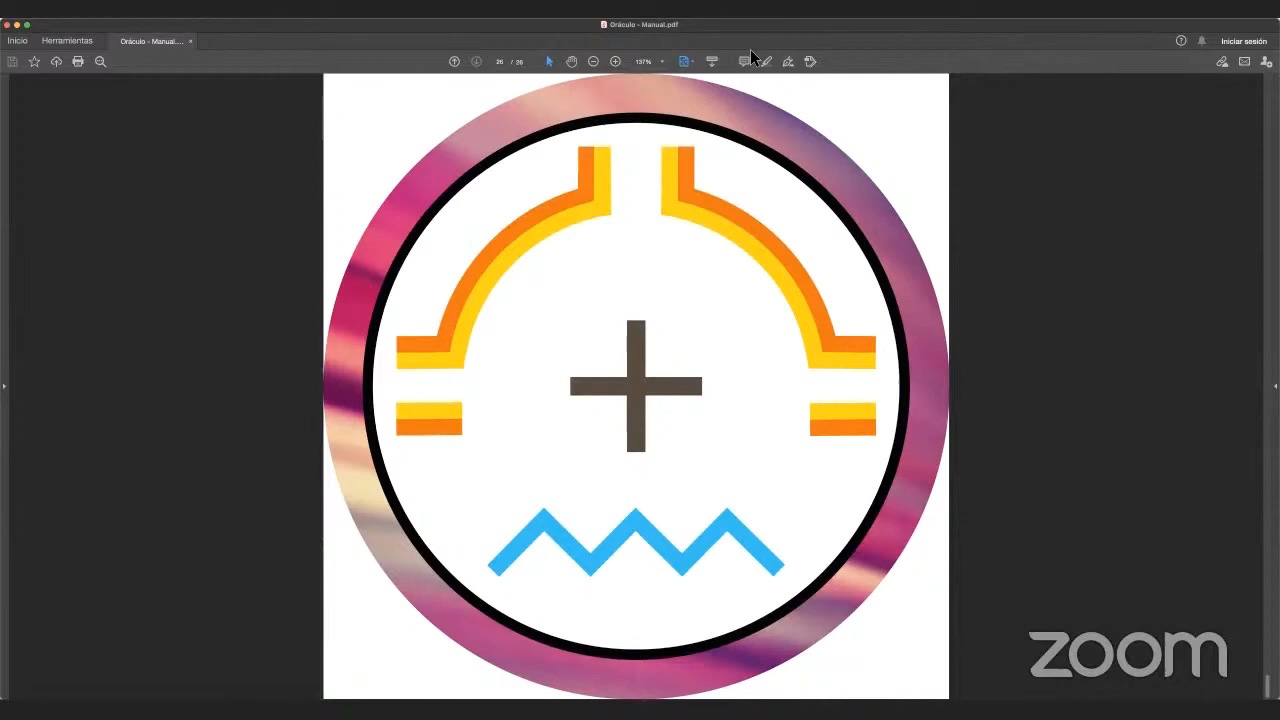 Oráculo - Manual.pdf
Inicio Herramientas Oráculo - Manual.... × Iniciar sesión
26 / 26 137%
zoom